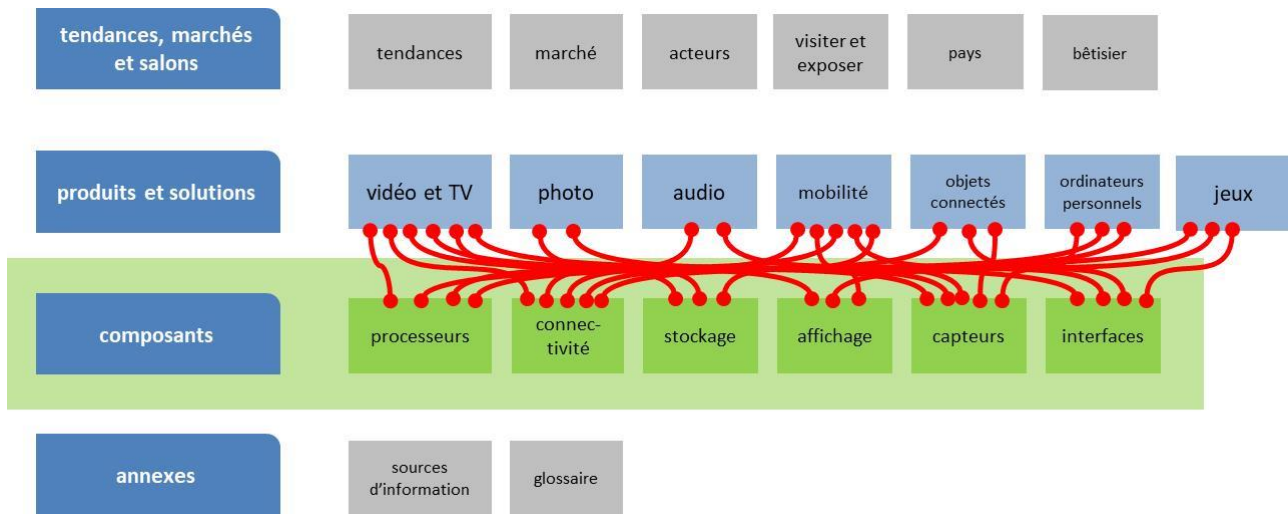 tendances, marchés
et salons
tendances
marché
acteurs
visiter et
exposer
pays
bêtisier
produits et solutions
vidéo et TV
photo
audio
mobilité
objets
connectés
ordinateurs
personnels
jeux
composants
processeurs
connec-
tivité
stockage
affichage
capteurs
interfaces
annexes
sources
d'information
glossaire